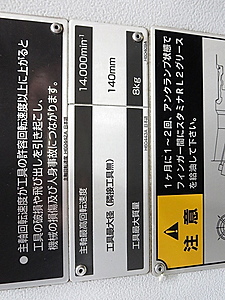 注意
1ヶ月に1~2回、アンクランプ状態で
フィンガー間にスタミナRL2グリース
を給油して下さい。
主軸最高回転速度 14.000min⁻¹
工具最大径（隣接工具無） 140mm
工具最大質量 8kg
主軸回転速度が工具の許容回転速度以上に上がると
工具の破損や飛び出しを引き起こし、
機械の損傷及び人身事故につながります。